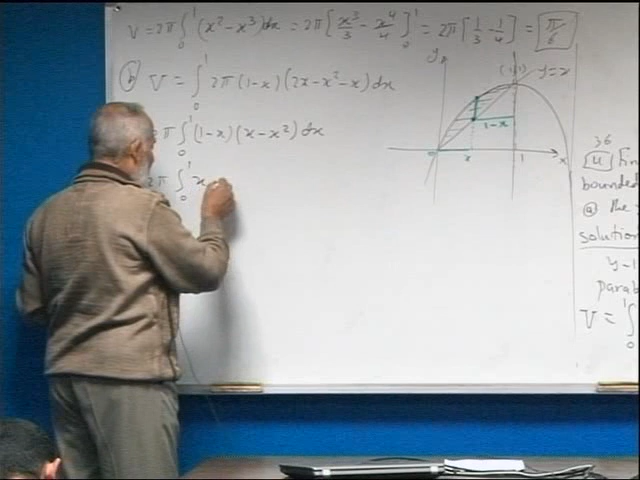 V = 2π ∫₀¹ (x² - x³) dx = 2π [x³/3 - x⁴/4]₀¹ = 2π [1/3 - 1/4] = π/6
(b) V = ∫₀¹ 2π (1-x) (2x - x² - x) dx
π ∫₀¹ (1-x) (x - x²) dx
2π ∫₀¹ x
y
(1,1)
y=x
1-x
x
1
x
36
4
bounded
(a) the
solution
y-1
parab
V = ∫₀¹